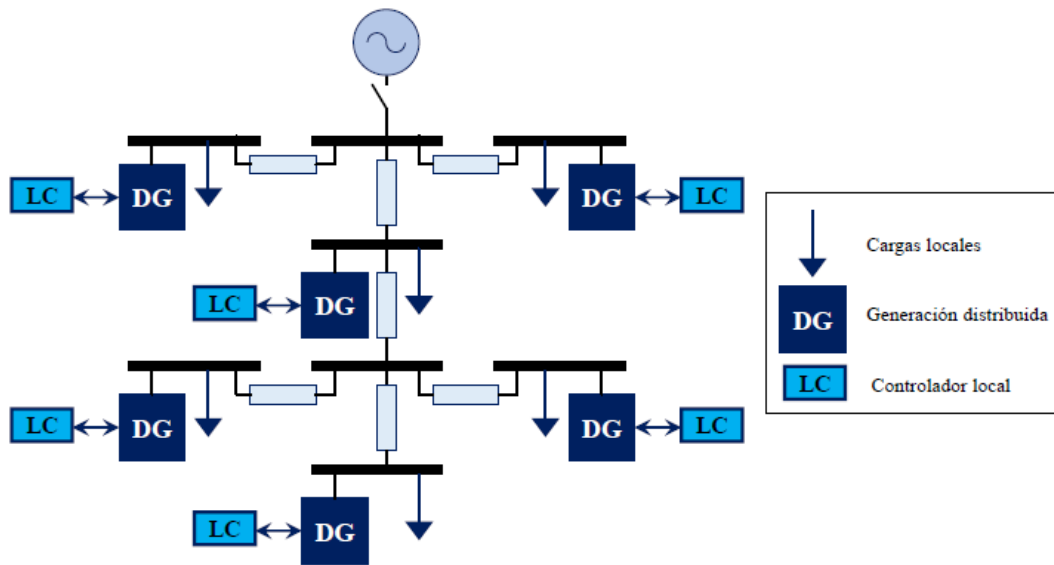 LC DG DG LC
LC DG
LC DG DG LC
LC DG
Cargas locales
DG Generación distribuida
LC Controlador local